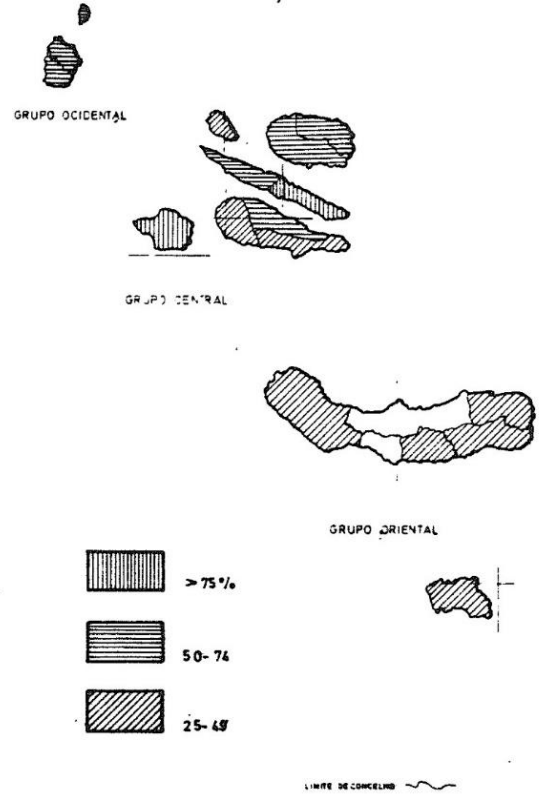 GRUPO OCIDENTAL
GRUPO CENTRAL
GRUPO ORIENTAL
>75%
50-74
25-49
LIMITE DE CONCELHO